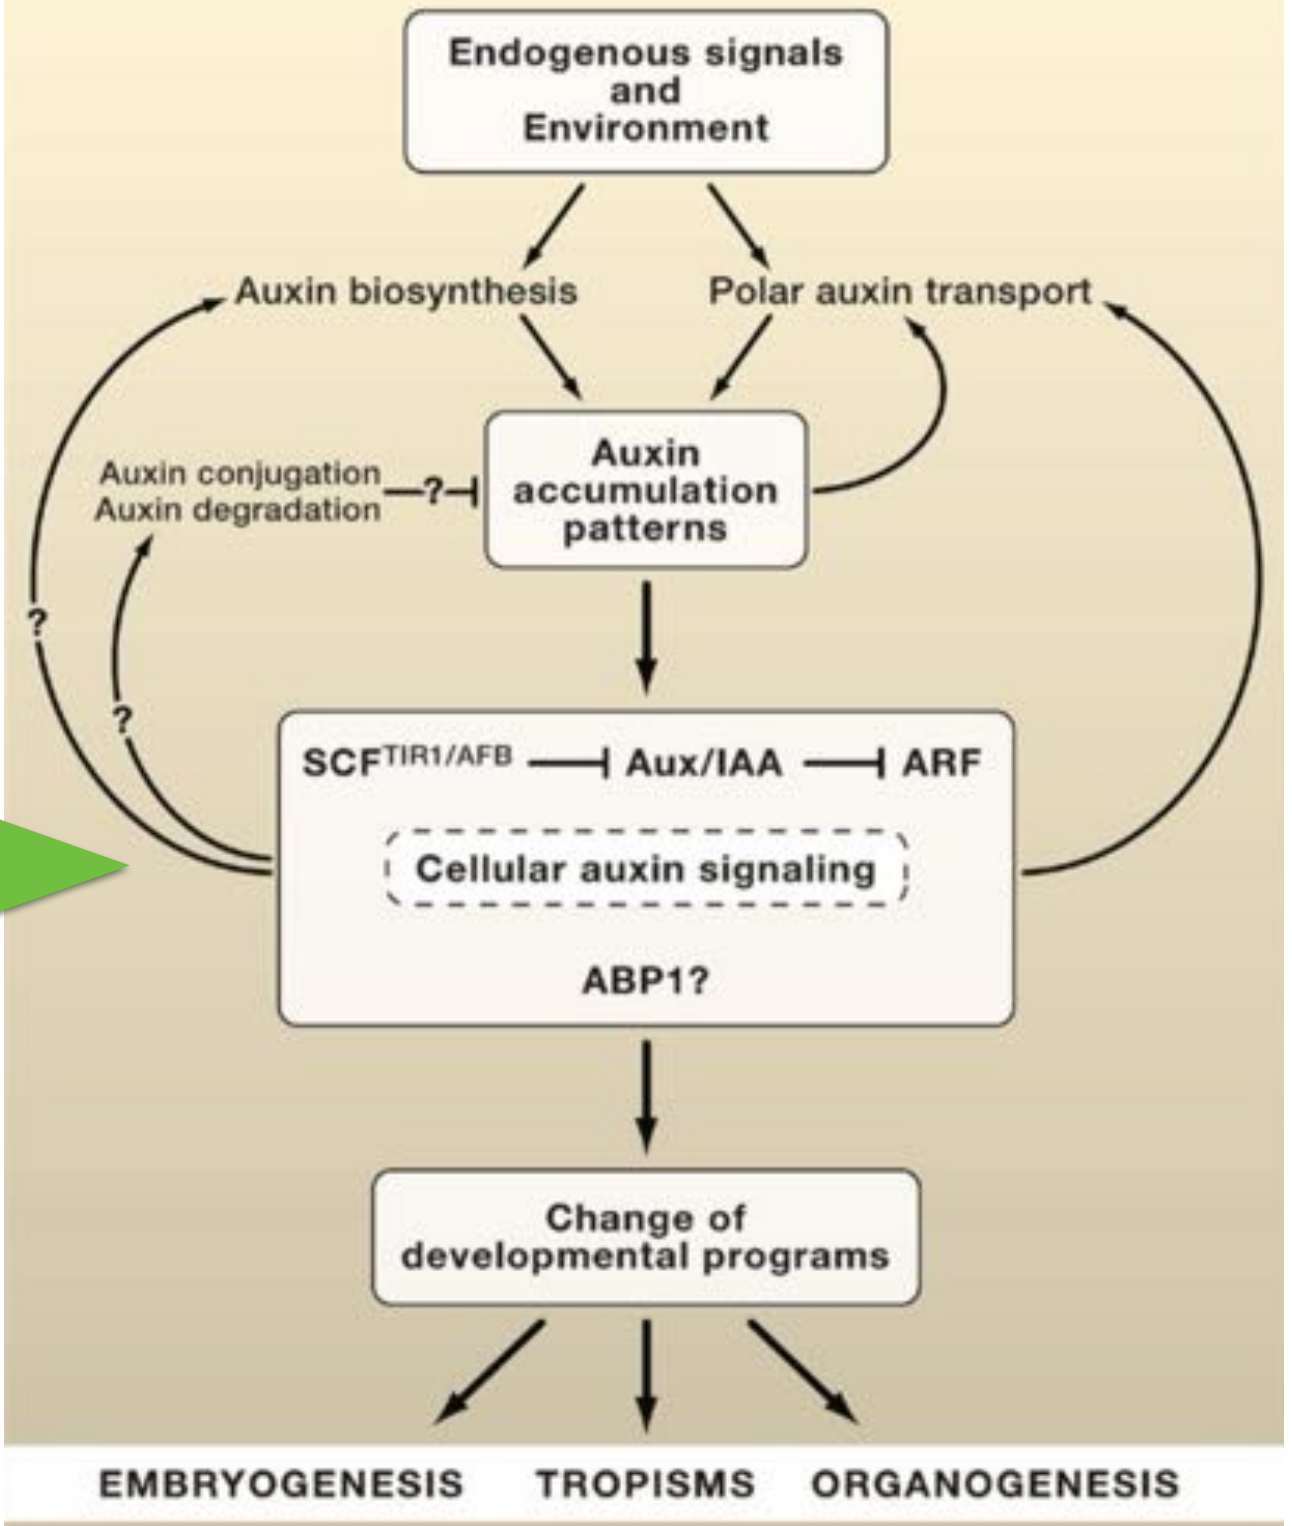 Endogenous signals
and
Environment
Auxin biosynthesis
Polar auxin transport
Auxin conjugation
Auxin degradation
?
Auxin
accumulation
patterns
?
?
SCFTIR1/AFB
Aux/IAA
ARF
Cellular auxin signaling
ABP1?
Change of
developmental programs
EMBRYOGENESIS
TROPISMS
ORGANOGENESIS